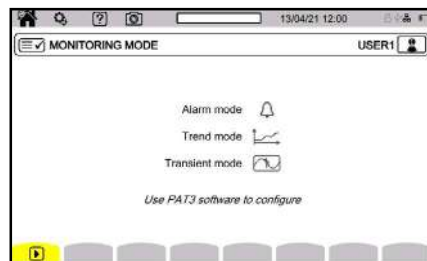 13/04/21 12:00
MONITORING MODE
USER1
Alarm mode
Trend mode
Transient mode
Use PAT3 software to configure